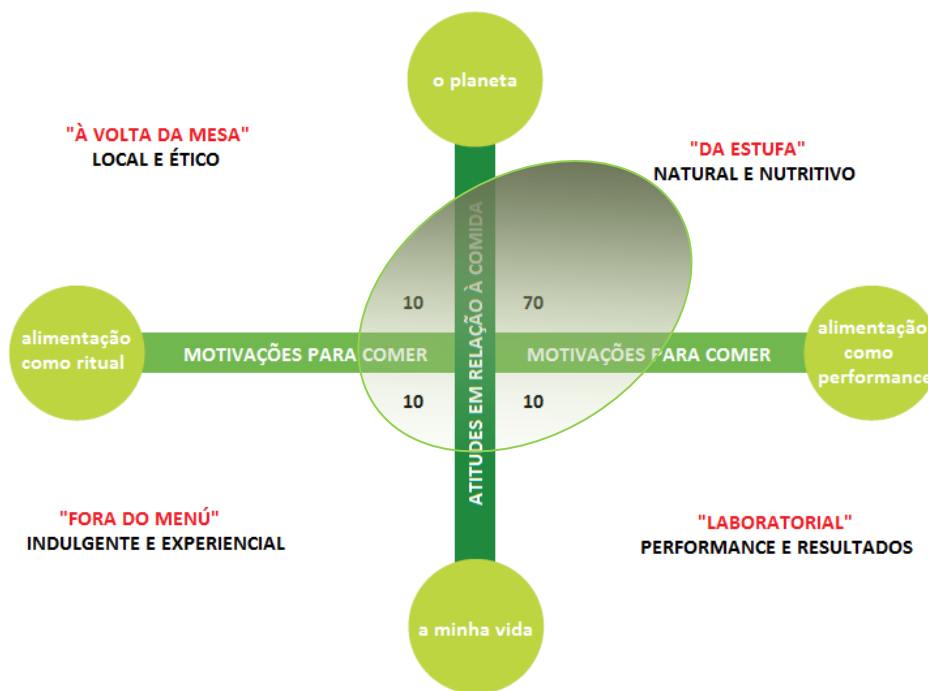 o planeta
"À VOLTA DA MESA"
LOCAL E ÉTICO
"DA ESTUFA"
NATURAL E NUTRITIVO
ATITUDES EM RELAÇÃO À COMIDA
10
70
alimentação
como ritual
MOTIVAÇÕES PARA COMER
MOTIVAÇÕES PARA COMER
alimentação
como
performance
10
10
"FORA DO MENÚ"
INDULGENTE E EXPERIENCIAL
"LABORATORIAL"
PERFORMANCE E RESULTADOS
a minha vida